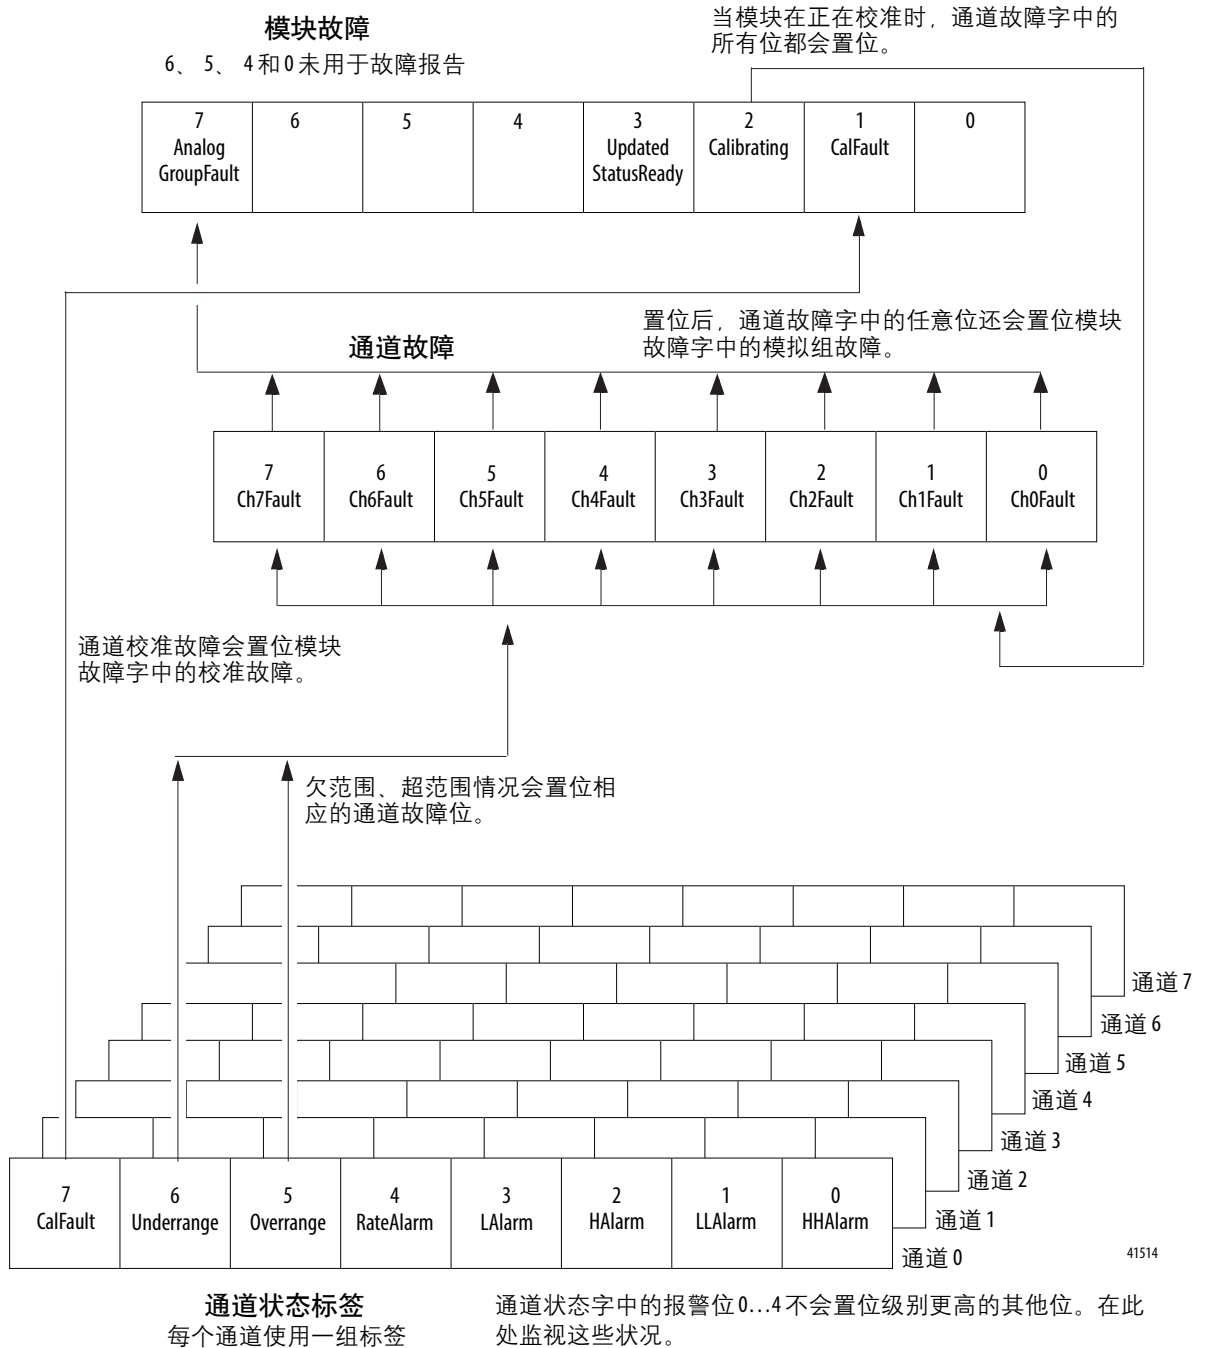 模块故障
6、 5、 4和0未用于故障报告
当模块在正在校准时，通道故障字中的
所有位都会置位。
7
Analog
GroupFault
6
5
4
3
Updated
StatusReady
2
Calibrating
1
CalFault
0
置位后，通道故障字中的任意位还会置位模块
故障字中的模拟组故障。
通道故障
7
Ch7Fault
6
Ch6Fault
5
Ch5Fault
4
Ch4Fault
3
Ch3Fault
2
Ch2Fault
1
Ch1Fault
0
Ch0Fault
通道校准故障会置位模块
故障字中的校准故障。
欠范围、超范围情况会置位相
应的通道故障位。
通道7
通道6
通道5
通道4
通道3
通道2
通道1
通道0
7
CalFault
6
Underrange
5
Overrange
4
RateAlarm
3
LAlarm
2
HAlarm
1
LLAlarm
0
HHAlarm
41514
通道状态标签
每个通道使用一组标签
通道状态字中的报警位0…4不会置位级别更高的其他位。在此
处监视这些状况。